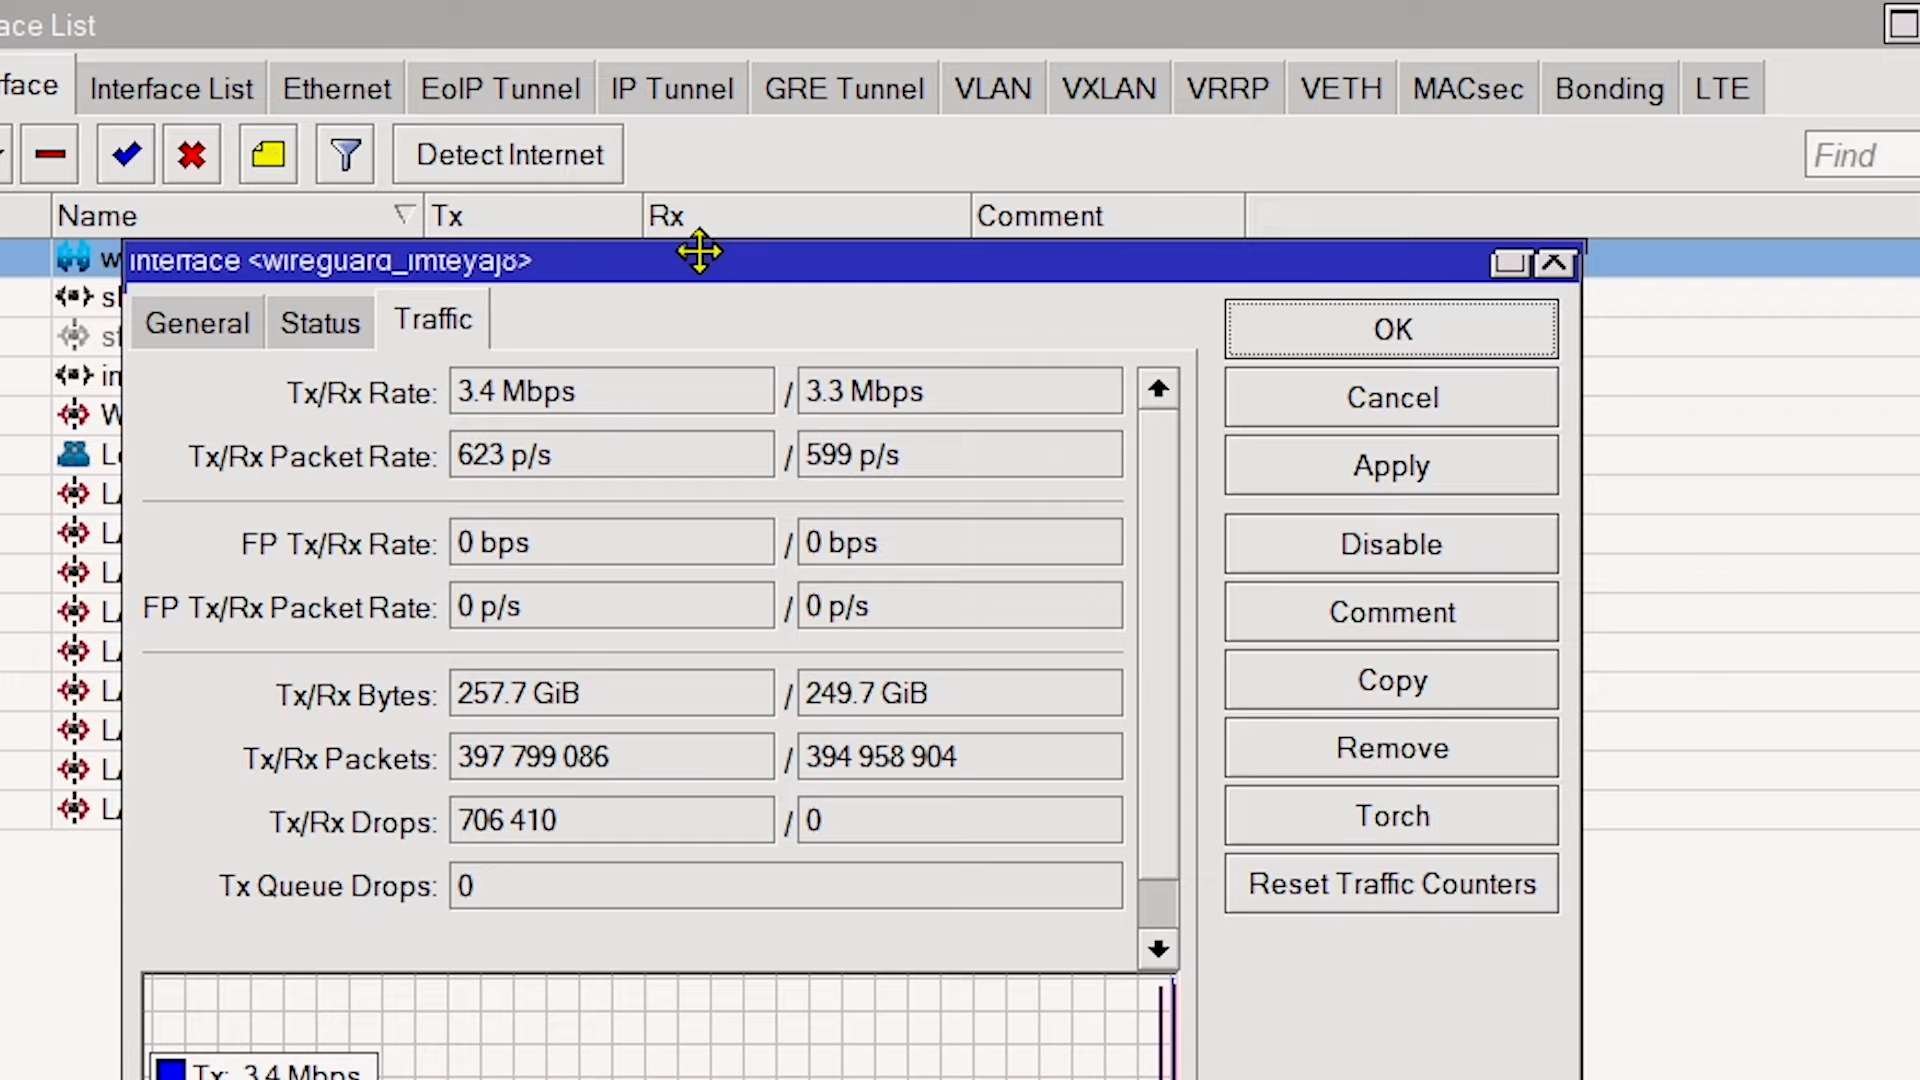 ace List
face Interface List Ethernet EoIP Tunnel IP Tunnel GRE Tunnel VLAN VXLAN VRRP VETH MACsec Bonding LTE
Detect Internet Find
Name Tx Rx Comment
Interface <wireguard_imteyaj8>
General Status Traffic
Tx/Rx Rate: 3.4 Mbps / 3.3 Mbps
Tx/Rx Packet Rate: 623 p/s / 599 p/s
FP Tx/Rx Rate: 0 bps / 0 bps
FP Tx/Rx Packet Rate: 0 p/s / 0 p/s
Tx/Rx Bytes: 257.7 GiB / 249.7 GiB
Tx/Rx Packets: 397 799 086 / 394 958 904
Tx/Rx Drops: 706 410 / 0
Tx Queue Drops: 0
Tx: 3.4 Mbps
OK
Cancel
Apply
Disable
Comment
Copy
Remove
Torch
Reset Traffic Counters